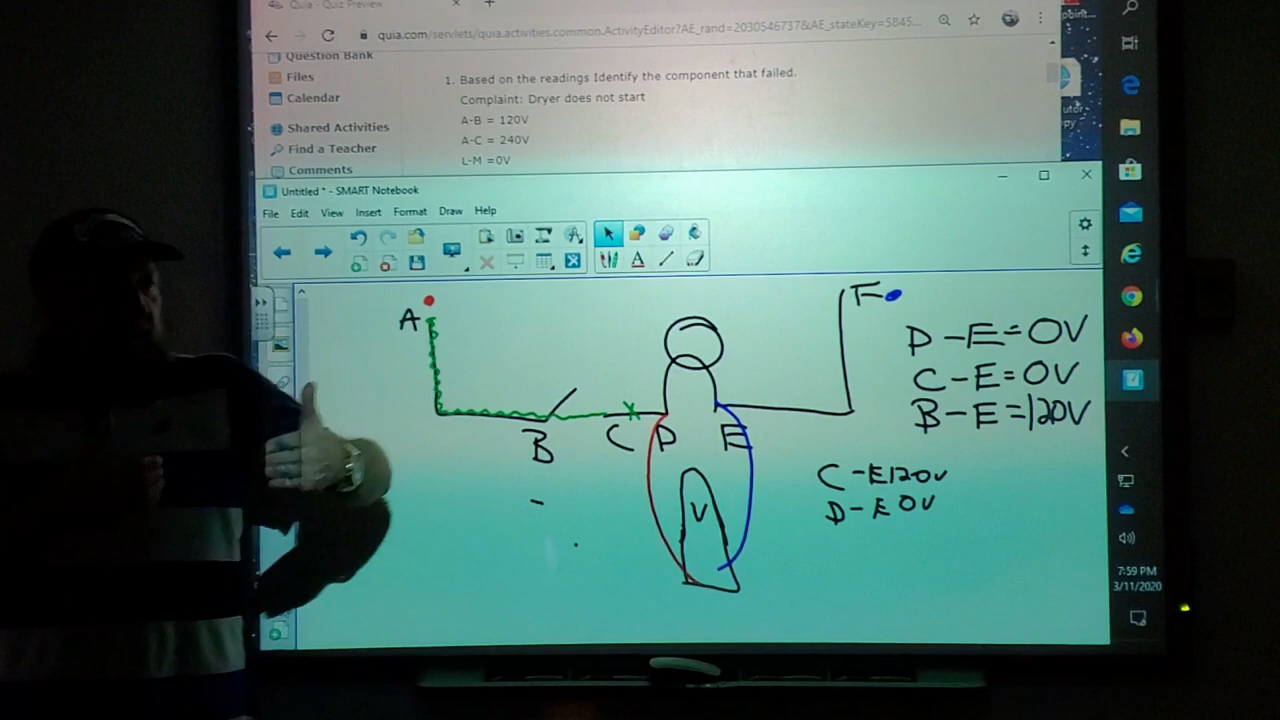 Quia - Quiz Preview
quia.com/servlets/quia.activities.common.ActivityEditor?AE_rand=2030546737&AE_stateKey=5845...
Question Bank
Files
Calendar
Shared Activities
Find a Teacher
Comments
1. Based on the readings Identify the component that failed.
Complaint: Dryer does not start
A-B = 120V
A-C = 240V
L-M =0V
Untitled * - SMART Notebook
File Edit View Insert Format Draw Help
A
F
B
C
D
E
V
D-E=0V
C-E=0V
B-E=120V
C-E120V
D-E 0V
7:59 PM
3/11/2020